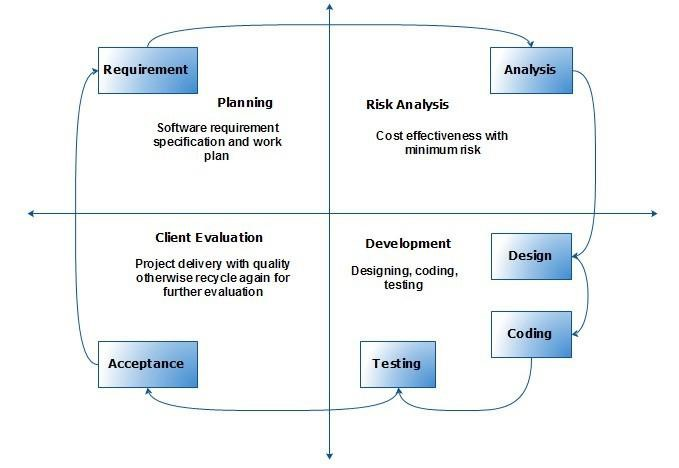 Requirement
Analysis
Planning
Software requirement
specification and work
plan
Risk Analysis
Cost effectiveness with
minimum risk
Client Evaluation
Project delivery with quality
otherwise recycle again for
further evaluation
Development
Designing, coding,
testing
Design
Coding
Acceptance
Testing